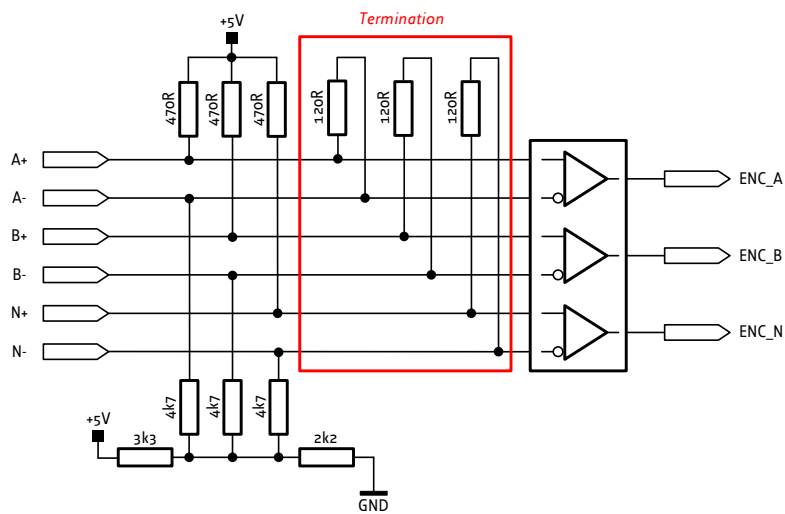 Termination
+5V
470R
470R
470R
120R
120R
120R
A+
A-
B+
B-
N+
N-
ENC_A
ENC_B
ENC_N
4k7
4k7
4k7
+5V
3k3
2k2
GND